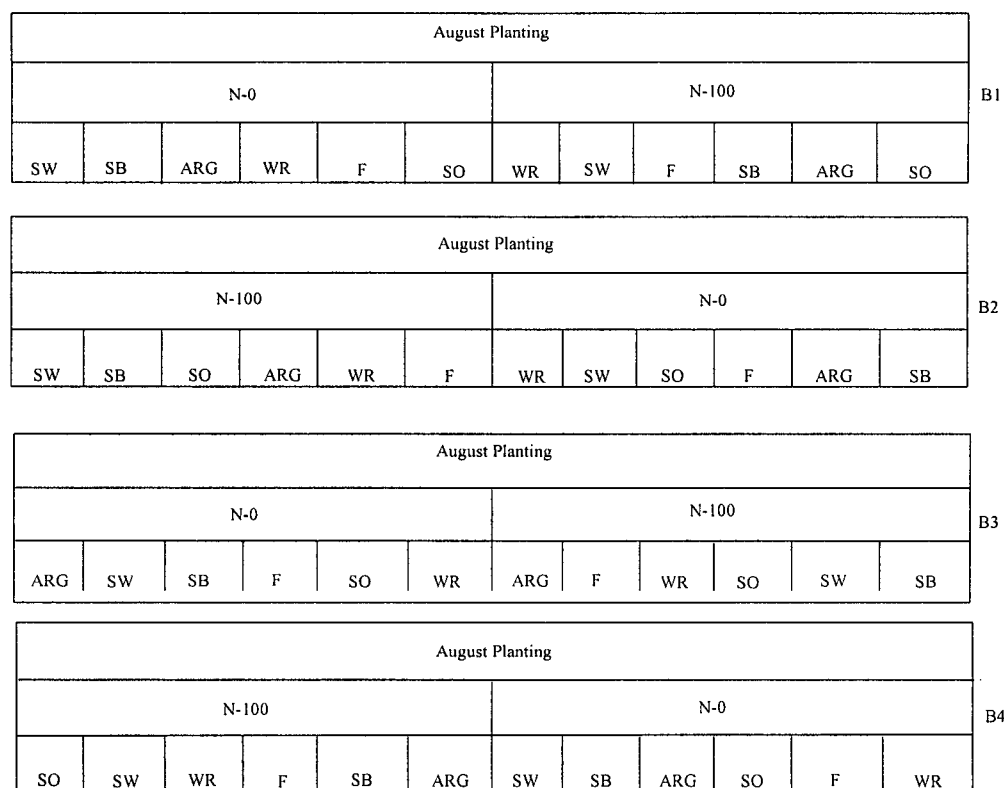 August Planting
N-0 N-100 B1
SW SB ARG WR F SO WR SW F SB ARG SO
August Planting
N-100 N-0 B2
SW SB SO ARG WR F WR SW SO F ARG SB
August Planting
N-0 N-100 B3
ARG SW SB F SO WR ARG F WR SO SW SB
August Planting
N-100 N-0 B4
SO SW WR F SB ARG SW SB ARG SO F WR